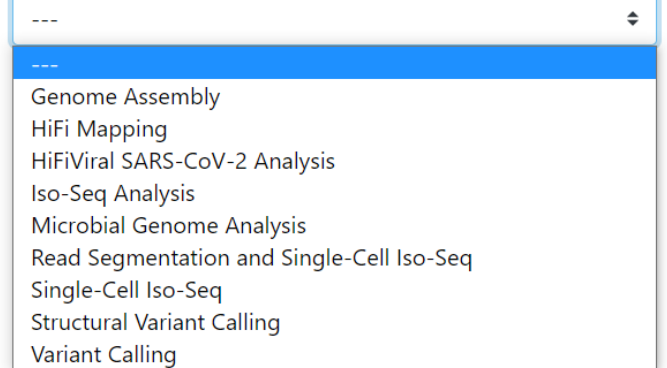 ---
---
Genome Assembly
HiFi Mapping
HiFiViral SARS-CoV-2 Analysis
Iso-Seq Analysis
Microbial Genome Analysis
Read Segmentation and Single-Cell Iso-Seq
Single-Cell Iso-Seq
Structural Variant Calling
Variant Calling